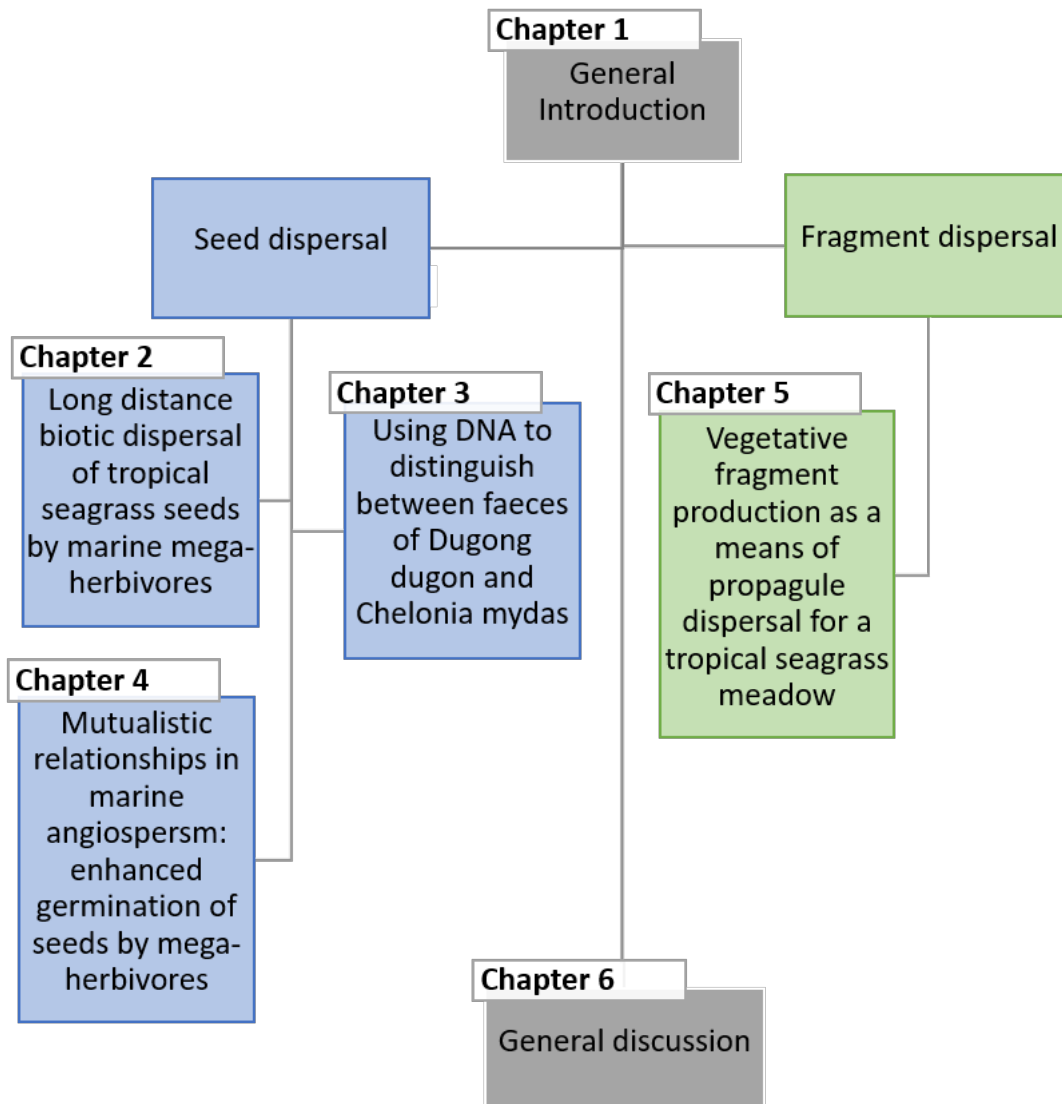 Chapter 1
General
Introduction
Seed dispersal
Fragment dispersal
Chapter 2
Long distance
biotic dispersal
of tropical
seagrass seeds
by marine mega-
herbivores
Chapter 3
Using DNA to
distinguish
between faeces
of Dugong
dugon and
Chelonia mydas
Chapter 5
Vegetative
fragment
production as a
means of
propagule
dispersal for a
tropical seagrass
meadow
Chapter 4
Mutualistic
relationships in
marine
angiospersm:
enhanced
germination of
seeds by mega-
herbivores
Chapter 6
General discussion